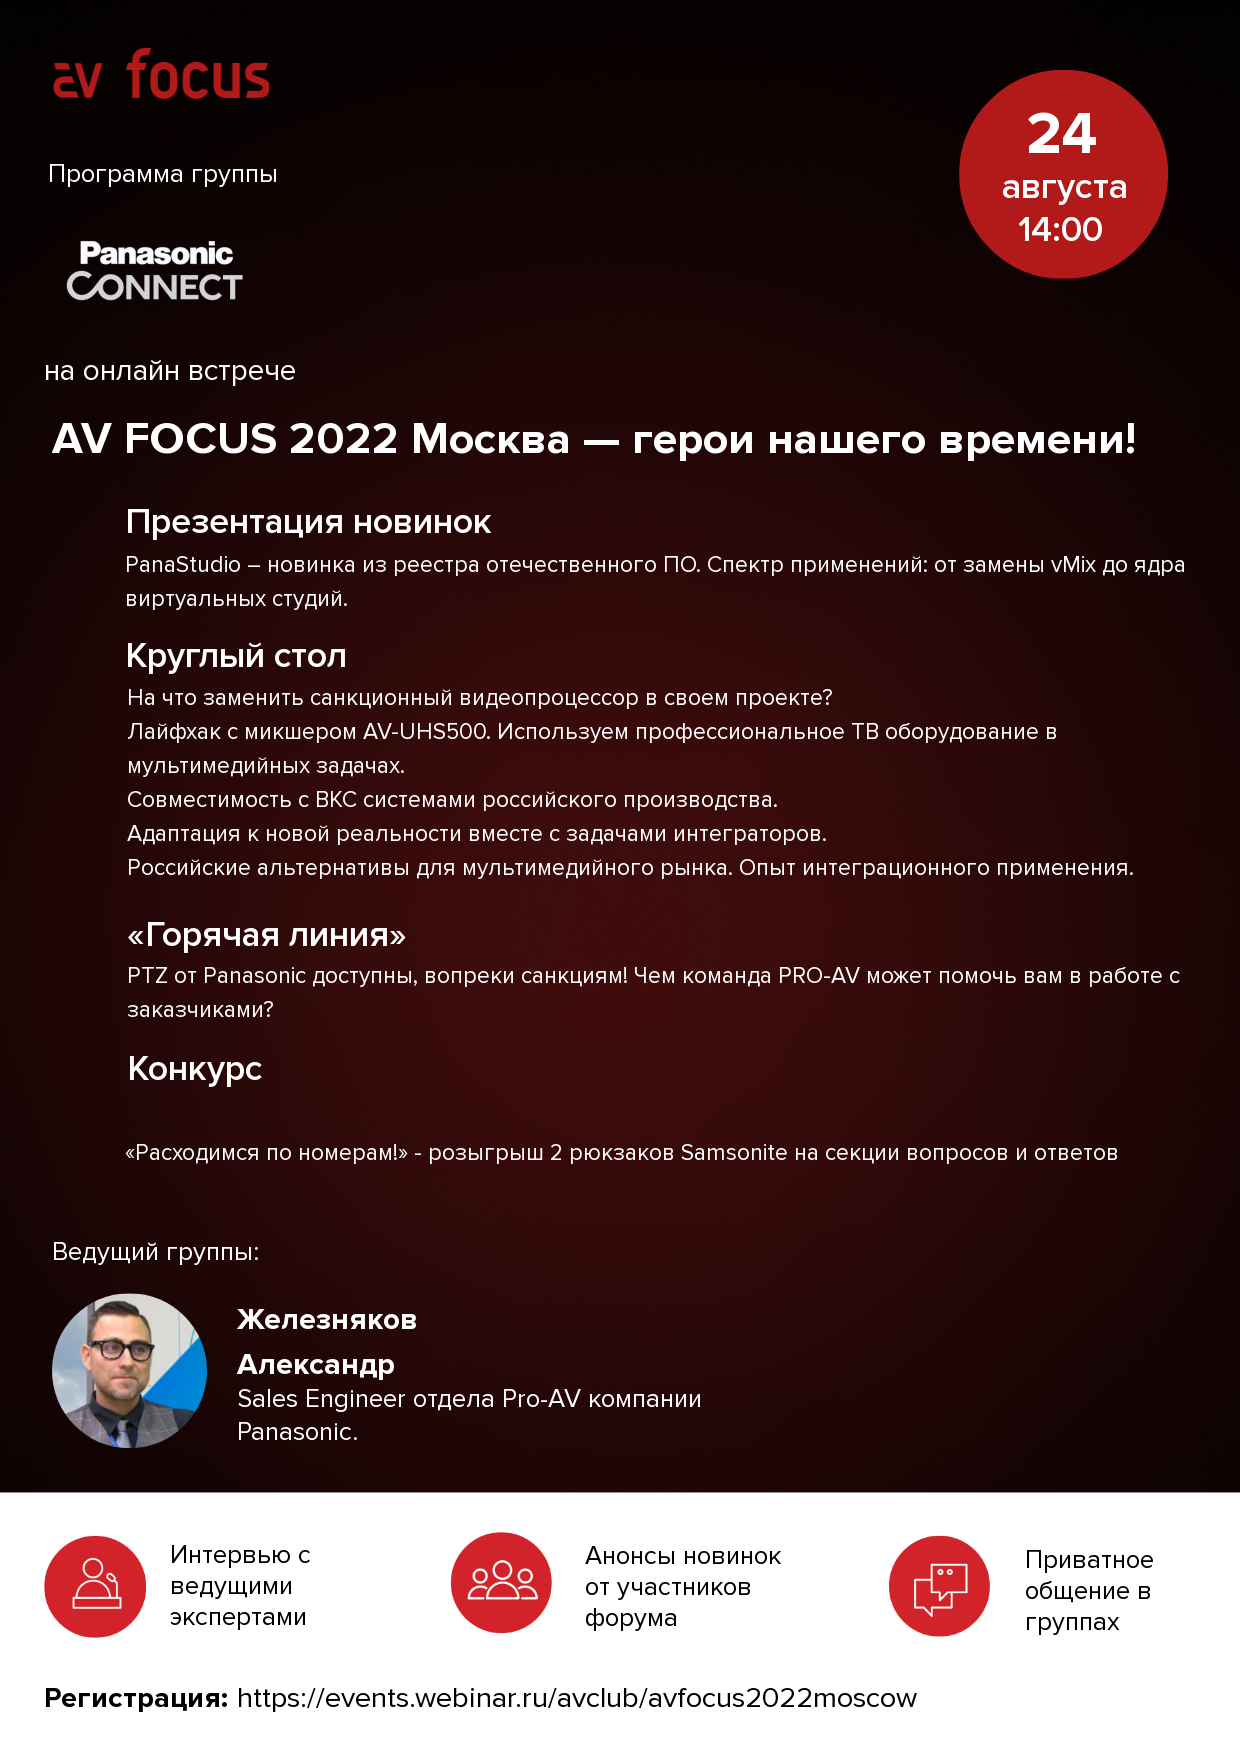 av focus
24
августа
14:00
Программа группы
Panasonic
CONNECT
на онлайн встрече
AV FOCUS 2022 Москва — герои нашего времени!
Презентация новинок
PanaStudio – новинка из реестра отечественного ПО. Спектр применений: от замены vMix до ядра
виртуальных студий.
Круглый стол
На что заменить санкционный видеопроцессор в своем проекте?
Лайфхак с микшером AV-UHS500. Используем профессиональное ТВ оборудование в
мультимедийных задачах.
Совместимость с ВКС системами российского производства.
Адаптация к новой реальности вместе с задачами интеграторов.
Российские альтернативы для мультимедийного рынка. Опыт интеграционного применения.
«Горячая линия»
PTZ от Panasonic доступны, вопреки санкциям! Чем команда PRO-AV может помочь вам в работе с
заказчиками?
Конкурс
«Расходимся по номерам!» - розыгрыш 2 рюкзаков Samsonite на секции вопросов и ответов
Ведущий группы:
Железняков
Александр
Sales Engineer отдела Pro-AV компании
Panasonic.
Интервью с
ведущими
экспертами
Анонсы новинок
от участников
форума
Приватное
общение в
группах
Регистрация: https://events.webinar.ru/avclub/avfocus2022moscow